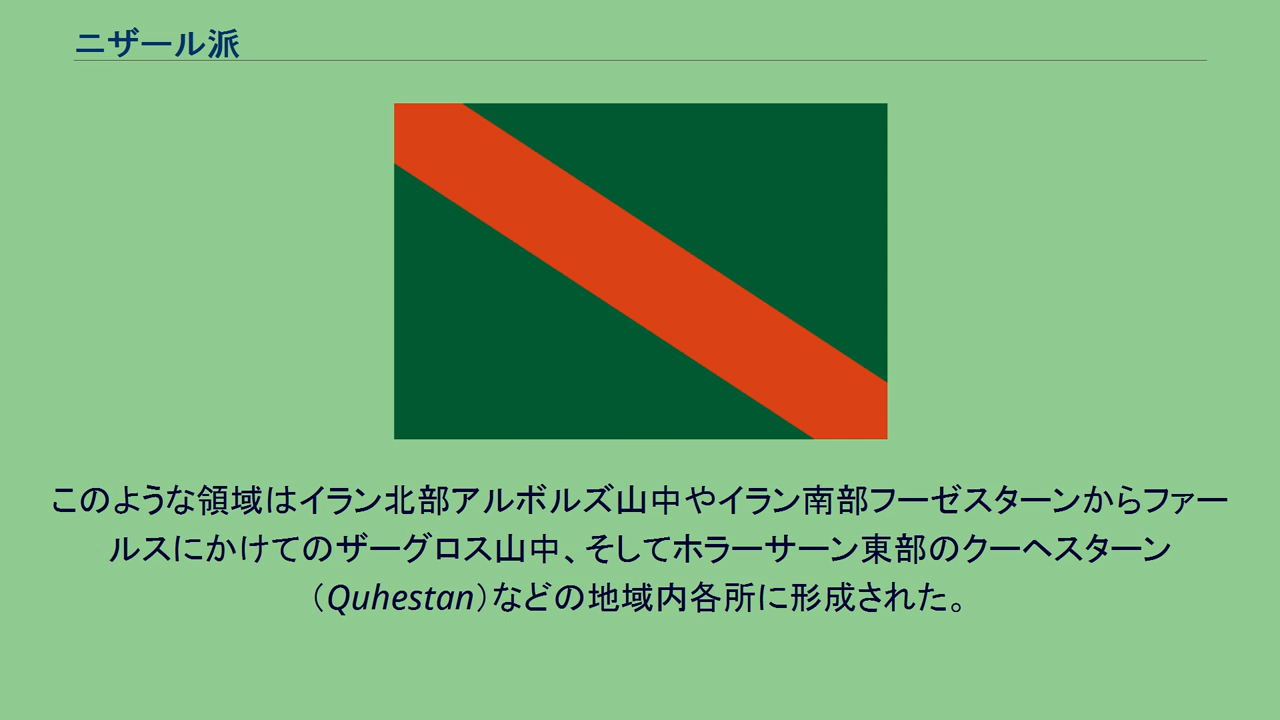 ニザール派
このような領域はイラン北部アルボルズ山中やイラン南部フーゼスターンからファー
ルスにかけてのザーグロス山中、そしてホラーサーン東部のクーヘスターン
（Quhestan）などの地域内各所に形成された。